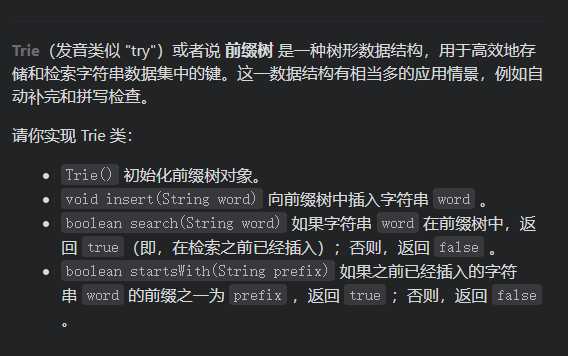 Trie（发音类似 "try"）或者说 前缀树 是一种树形数据结构，用于高效地存
储和检索字符串数据集中的键。这一数据结构有相当多的应用情景，例如自
动补完和拼写检查。
请你实现 Trie 类：
• Trie() 初始化前缀树对象。
• void insert(String word) 向前缀树中插入字符串 word 。
• boolean search(String word) 如果字符串 word 在前缀树中，返
回 true（即，在检索之前已经插入）；否则，返回 false 。
• boolean startsWith(String prefix) 如果之前已经插入的字符
串 word 的前缀之一为 prefix ，返回 true ；否则，返回 false
。